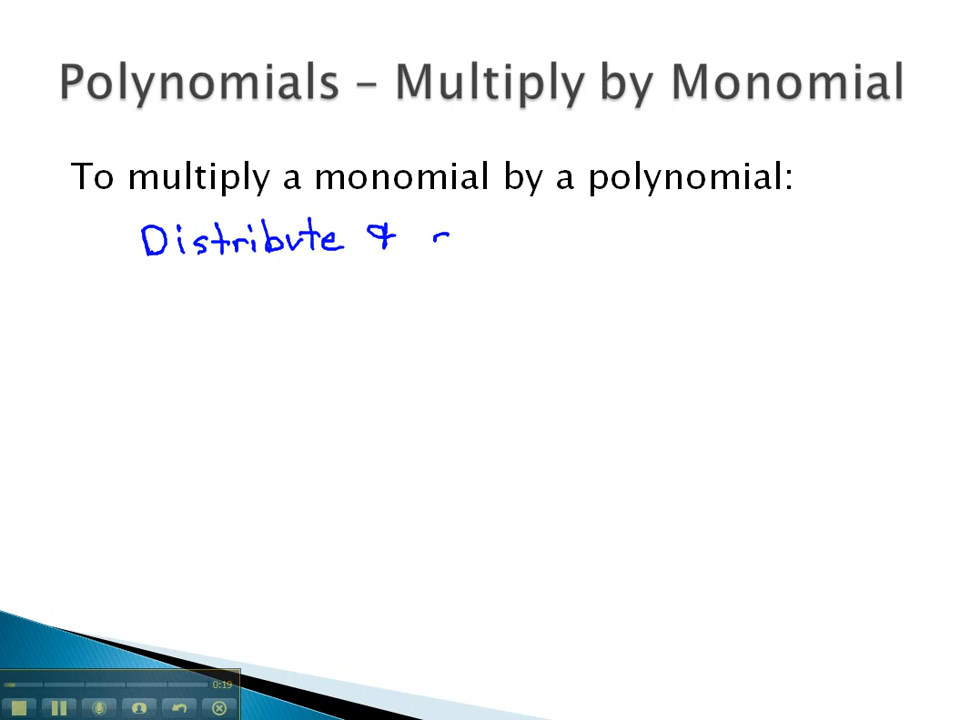 Polynomials – Multiply by Monomial
To multiply a monomial by a polynomial:
Distribute &
0:19